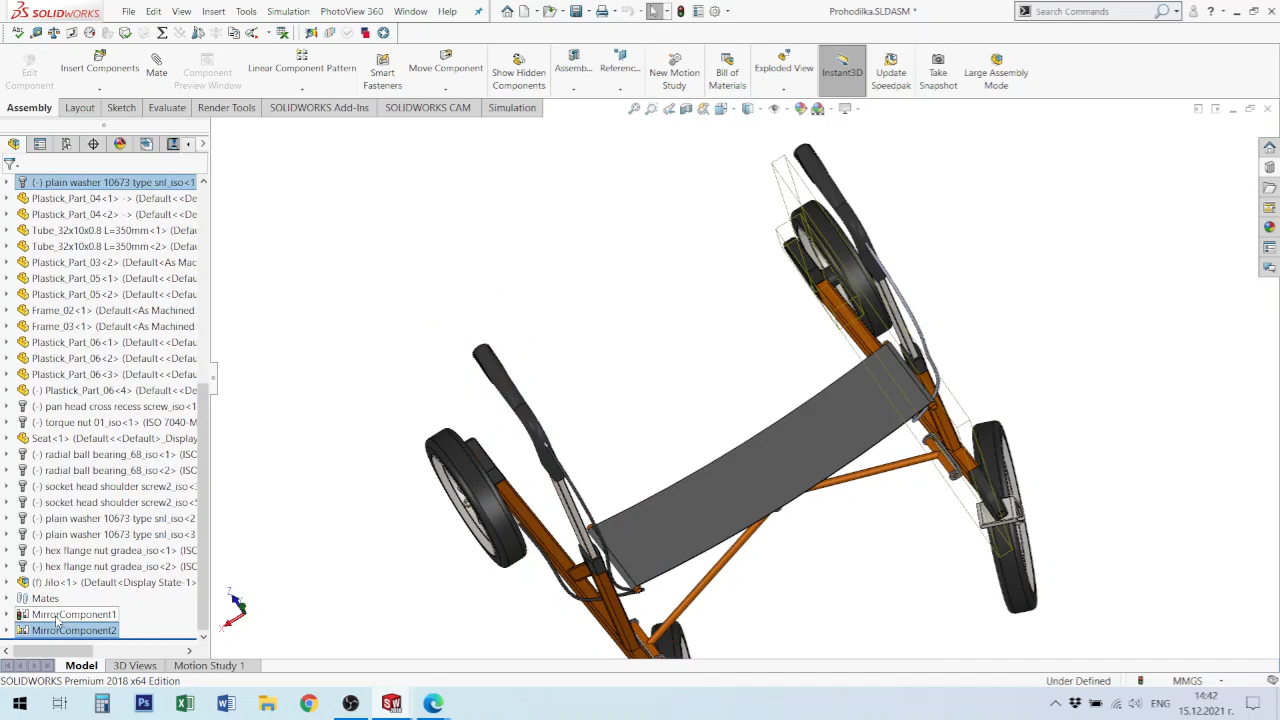 SOLIDWORKS File Edit View Insert Tools Simulation PhotoView 360 Window Help Prohodilka.SLDASM * Search Commands
Edit Component
Insert Components
Mate
Component Preview Window
Linear Component Pattern
Smart Fasteners
Move Component
Show Hidden Components
Assemb...
Referenc...
New Motion Study
Bill of Materials
Exploded View
Instant3D
Update Speedpak
Take Snapshot
Large Assembly Mode
Assembly Layout Sketch Evaluate Render Tools SOLIDWORKS Add-Ins SOLIDWORKS CAM Simulation
(-) plain washer 10673 type snl_iso<1
Plastick_Part_04<1> -> (Default<<De
Plastick_Part_04<2> -> (Default<<De
Tube_32x10x0.8 L=350mm<1> (Defau
Tube_32x10x0.8 L=350mm<2> (Defau
Plastick_Part_03<2> (Default<As Mac
Plastick_Part_05<1> (Default<<Defau
Plastick_Part_05<2> (Default<<Defau
Frame_02<1> (Default<As Machined
Frame_03<1> (Default<As Machined
Plastick_Part_06<1> (Default<<Defau
Plastick_Part_06<2> (Default<<Defau
Plastick_Part_06<3> (Default<<Defau
(-) Plastick_Part_06<4> (Default<<De
(-) pan head cross recess screw_iso<1
(-) torque nut 01_iso<1> (ISO 7040-M
Seat<1> (Default<<Default>_Display
(-) radial ball bearing_68_iso<1> (ISC
(-) radial ball bearing_68_iso<2> (ISC
(-) socket head shoulder screw2_iso<
(-) socket head shoulder screw2_iso<
(-) plain washer 10673 type snl_iso<2
(-) plain washer 10673 type snl_iso<3
(-) hex flange nut gradea_iso<1> (ISC
(-) hex flange nut gradea_iso<2> (ISC
(f) Jilo<1> (Default<Display State-1>
Mates
MirrorComponent1
MirrorComponent2
Z
X
Model 3D Views Motion Study 1
SOLIDWORKS Premium 2018 x64 Edition Under Defined MMGS
ENG 14:42
15.12.2021 г.